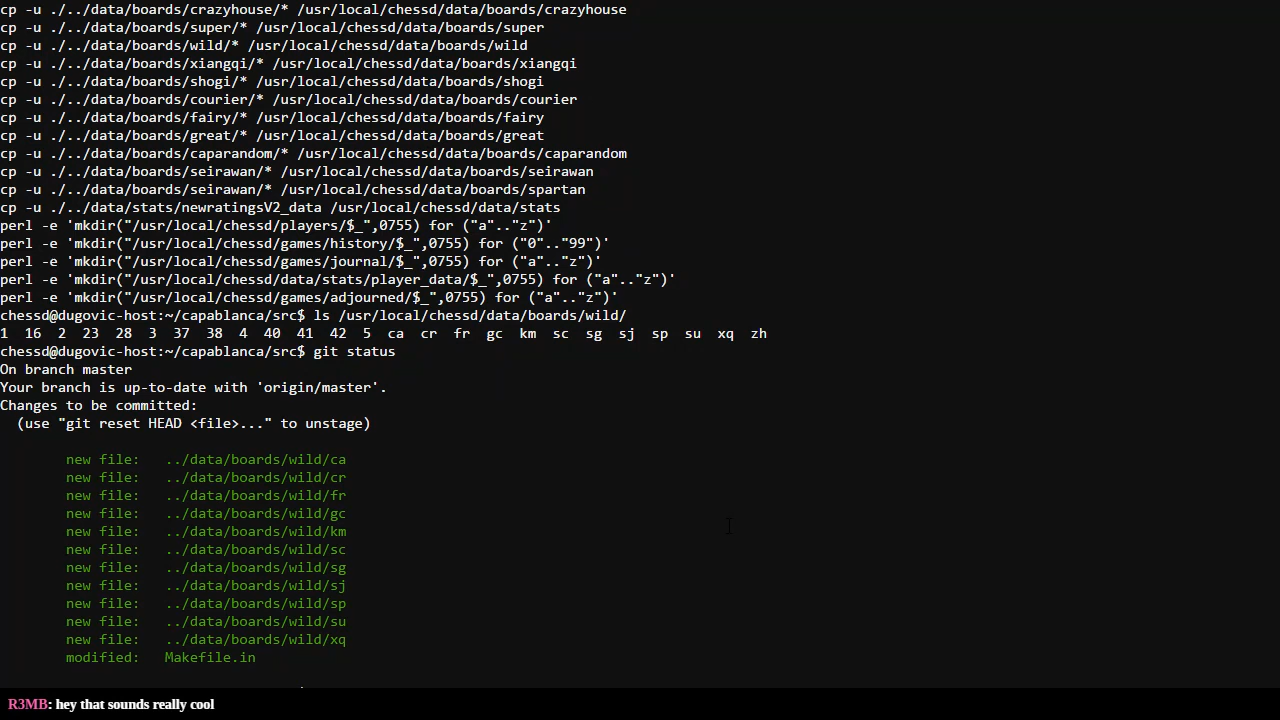 cp -u ./../data/boards/crazyhouse/* /usr/local/chessd/data/boards/crazyhouse
cp -u ./../data/boards/super/* /usr/local/chessd/data/boards/super
cp -u ./../data/boards/wild/* /usr/local/chessd/data/boards/wild
cp -u ./../data/boards/xiangqi/* /usr/local/chessd/data/boards/xiangqi
cp -u ./../data/boards/shogi/* /usr/local/chessd/data/boards/shogi
cp -u ./../data/boards/courier/* /usr/local/chessd/data/boards/courier
cp -u ./../data/boards/fairy/* /usr/local/chessd/data/boards/fairy
cp -u ./../data/boards/great/* /usr/local/chessd/data/boards/great
cp -u ./../data/boards/caparandom/* /usr/local/chessd/data/boards/caparandom
cp -u ./../data/boards/seirawan/* /usr/local/chessd/data/boards/seirawan
cp -u ./../data/boards/seirawan/* /usr/local/chessd/data/boards/spartan
cp -u ./../data/stats/newratingsV2_data /usr/local/chessd/data/stats
perl -e 'mkdir("/usr/local/chessd/players/$_",0755) for ("a".."z")'
perl -e 'mkdir("/usr/local/chessd/games/history/$_",0755) for ("0".."99")'
perl -e 'mkdir("/usr/local/chessd/games/journal/$_",0755) for ("a".."z")'
perl -e 'mkdir("/usr/local/chessd/data/stats/player_data/$_",0755) for ("a".."z")'
perl -e 'mkdir("/usr/local/chessd/games/adjourned/$_",0755) for ("a".."z")'
chessd@dugovic-host:~/capablanca/src$ ls /usr/local/chessd/data/boards/wild/
1  16  2  23  28  3  37  38  4  40  41  42  5  ca  cr  fr  gc  km  sc  sg  sj  sp  su  xq  zh
chessd@dugovic-host:~/capablanca/src$ git status
On branch master
Your branch is up-to-date with 'origin/master'.
Changes to be committed:
  (use "git reset HEAD <file>..." to unstage)
new file:   ../data/boards/wild/ca
new file:   ../data/boards/wild/cr
new file:   ../data/boards/wild/fr
new file:   ../data/boards/wild/gc
new file:   ../data/boards/wild/km
new file:   ../data/boards/wild/sc
new file:   ../data/boards/wild/sg
new file:   ../data/boards/wild/sj
new file:   ../data/boards/wild/sp
new file:   ../data/boards/wild/su
new file:   ../data/boards/wild/xq
modified:   Makefile.in
R3MB: hey that sounds really cool